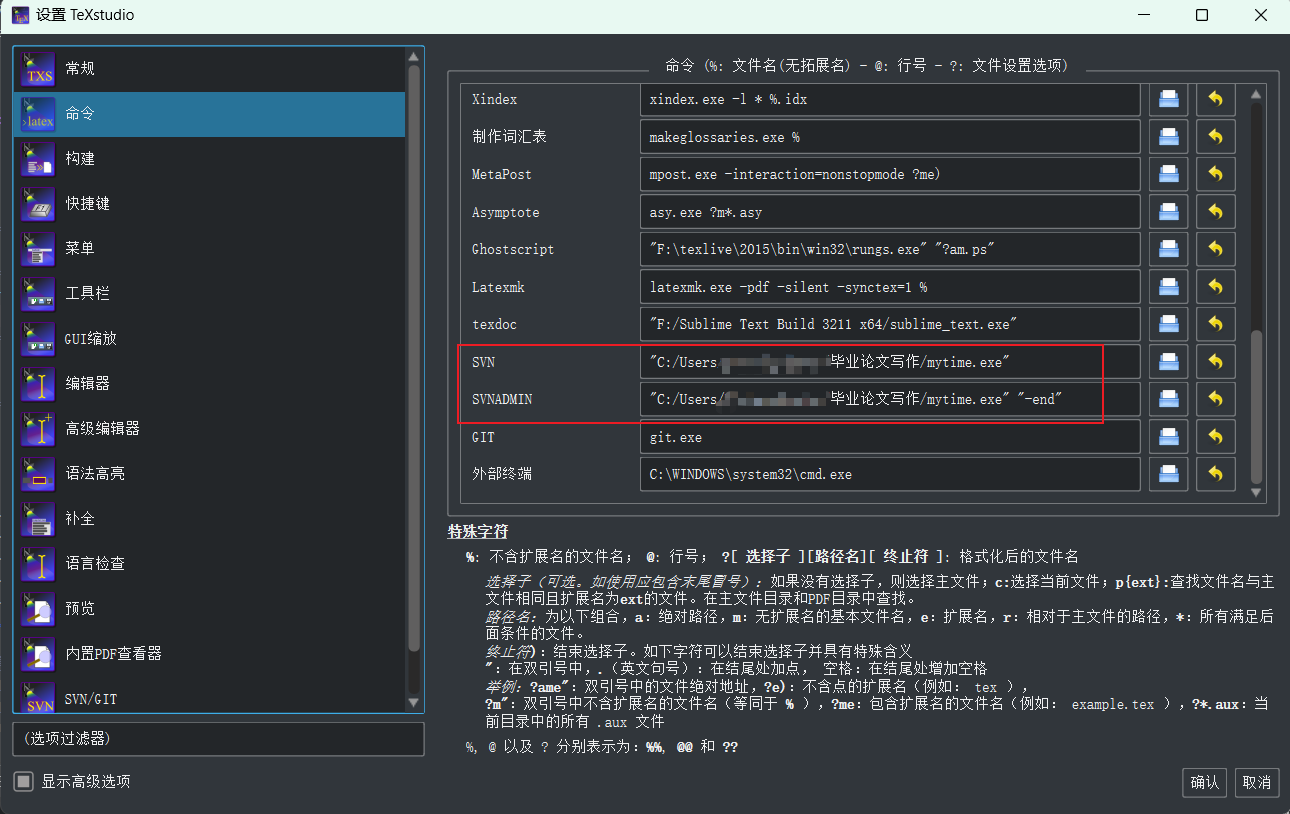 设置 TeXstudio
常规
命令
构建
快捷键
菜单
工具栏
GUI缩放
编辑器
高级编辑器
语法高亮
补全
语言检查
预览
内置PDF查看器
SVN/GIT
(选项过滤器)
显示高级选项
命令 (%: 文件名(无拓展名) - @: 行号 - ?: 文件设置选项)
Xindex xindex.exe -l * %.idx
制作词汇表 makeglossaries.exe %
MetaPost mpost.exe -interaction=nonstopmode ?me)
Asymptote asy.exe ?m*.asy
Ghostscript "F:\texlive\2015\bin\win32\rungs.exe" "?am.ps"
Latexmk latexmk.exe -pdf -silent -synctex=1 %
texdoc "F:/Sublime Text Build 3211 x64/sublime_text.exe"
SVN "C:/Users 毕业论文写作/mytime.exe"
SVNADMIN "C:/Users/ 毕业论文写作/mytime.exe" "-end"
GIT git.exe
外部终端 C:\WINDOWS\system32\cmd.exe
特殊字符
%: 不含扩展名的文件名; @: 行号; ?[ 选择子 ][路径名][ 终止符 ]: 格式化后的文件名
选择子（可选。如使用应包含末尾冒号）: 如果没有选择子，则选择主文件；c:选择当前文件；p{ext}:查找文件名与主
文件相同且扩展名为ext的文件。在主文件目录和PDF目录中查找。
路径名: 为以下组合，a: 绝对路径，m: 无扩展名的基本文件名，e: 扩展名，r: 相对于主文件的路径，*: 所有满足后
面条件的文件。
终止符): 结束选择子。如下字符可以结束选择子并具有特殊含义
": 在双引号中，.（英文句号）: 在结尾处加点， 空格: 在结尾处增加空格
举例: ?ame": 双引号中的文件绝对地址，?e): 不含点的扩展名（例如： tex ），
?m": 双引号中不含扩展名的文件名（等同于 % ），?me: 包含扩展名的文件名（例如： example.tex ），?*.aux: 当
前目录中的所有 .aux 文件
%, @ 以及 ? 分别表示为: %%, @@ 和 ??
确认 取消